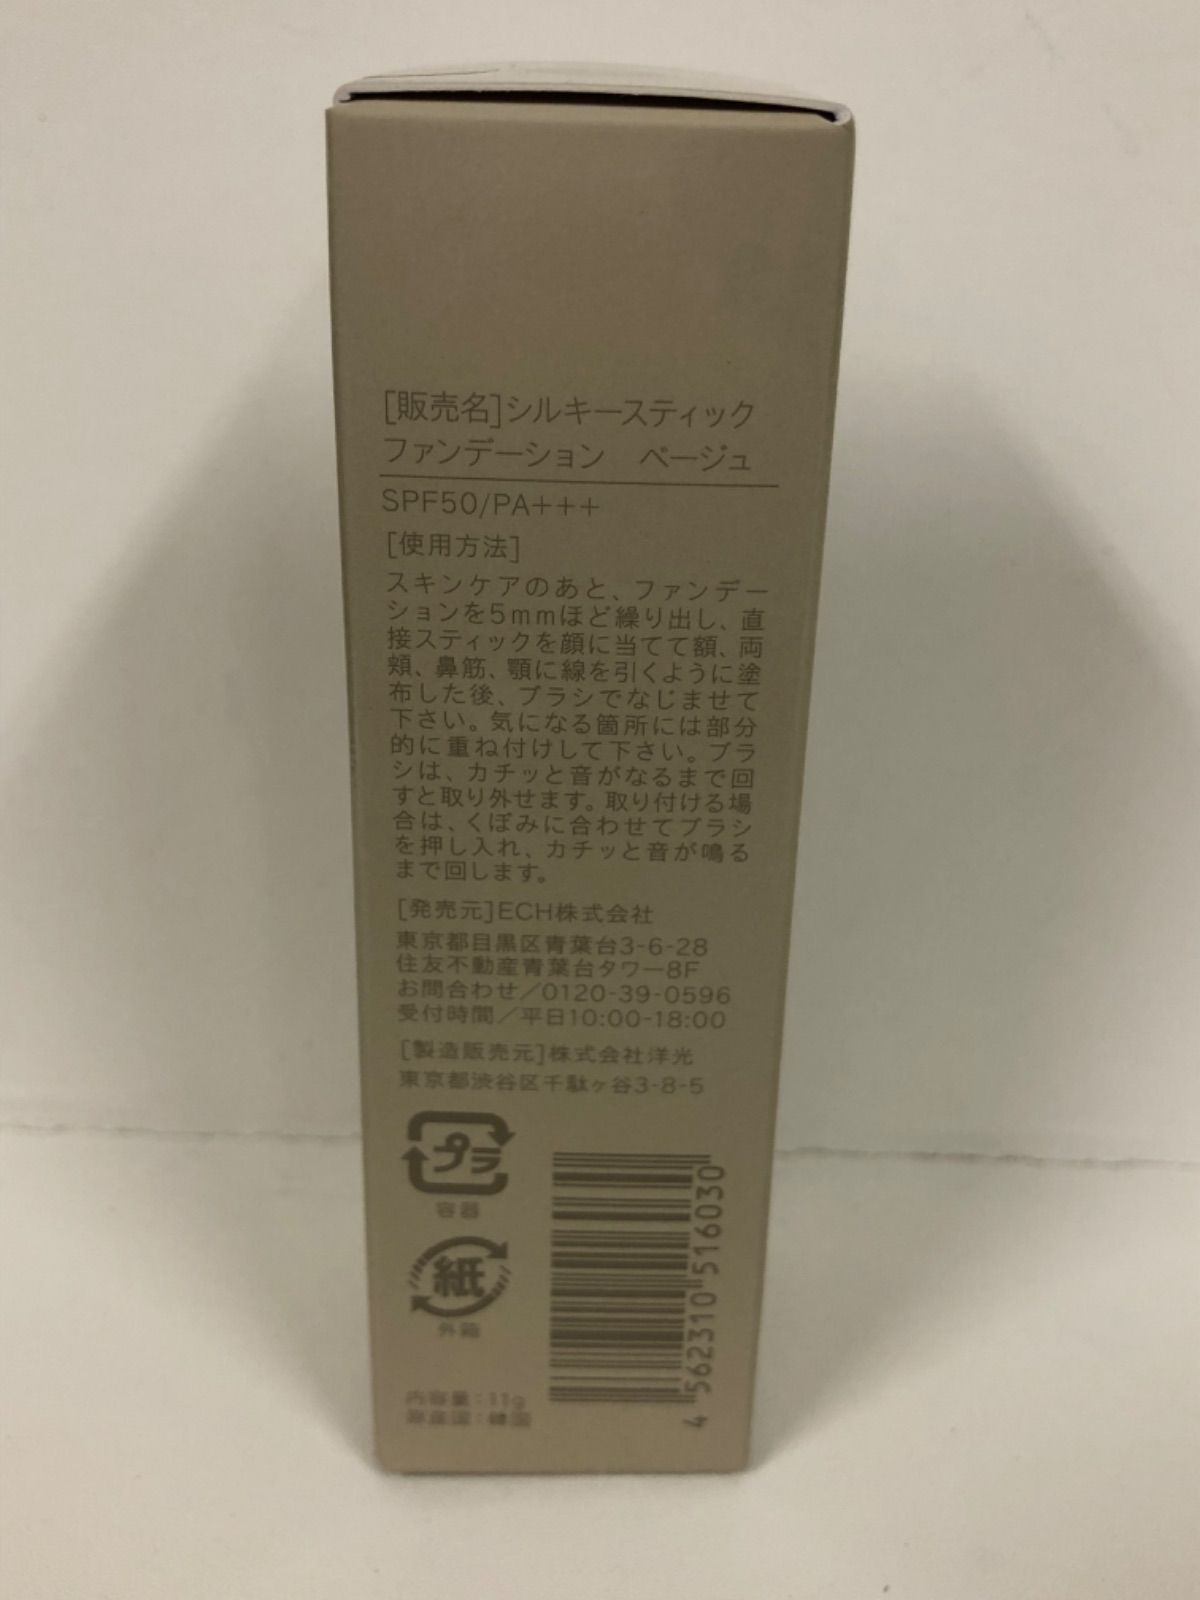 [販売名]シルキースティック
ファンデーション　ベージュ
SPF50/PA+++
[使用方法]
スキンケアのあと、ファンデー
ションを5mmほど繰り出し、直
接スティックを顔に当てて額、両
頬、鼻筋、顎に線を引くように塗
布した後、ブラシでなじませて
下さい。気になる箇所には部分
的に重ね付けして下さい。ブラ
シは、カチッと音がなるまで回
すと取り外せます。取り付ける場
合は、くぼみに合わせてブラシ
を押し入れ、カチッと音が鳴る
まで回します。
[発売元]ECH株式会社
東京都目黒区青葉台3-6-28
住友不動産青葉台タワー8F
お問合わせ/0120-39-0596
受付時間/平日10:00-18:00
[製造販売元]株式会社洋光
東京都渋谷区千駄ヶ谷3-8-5
プラ
容器
紙
外箱
内容量:11g
原産国:韓国
4562310516030